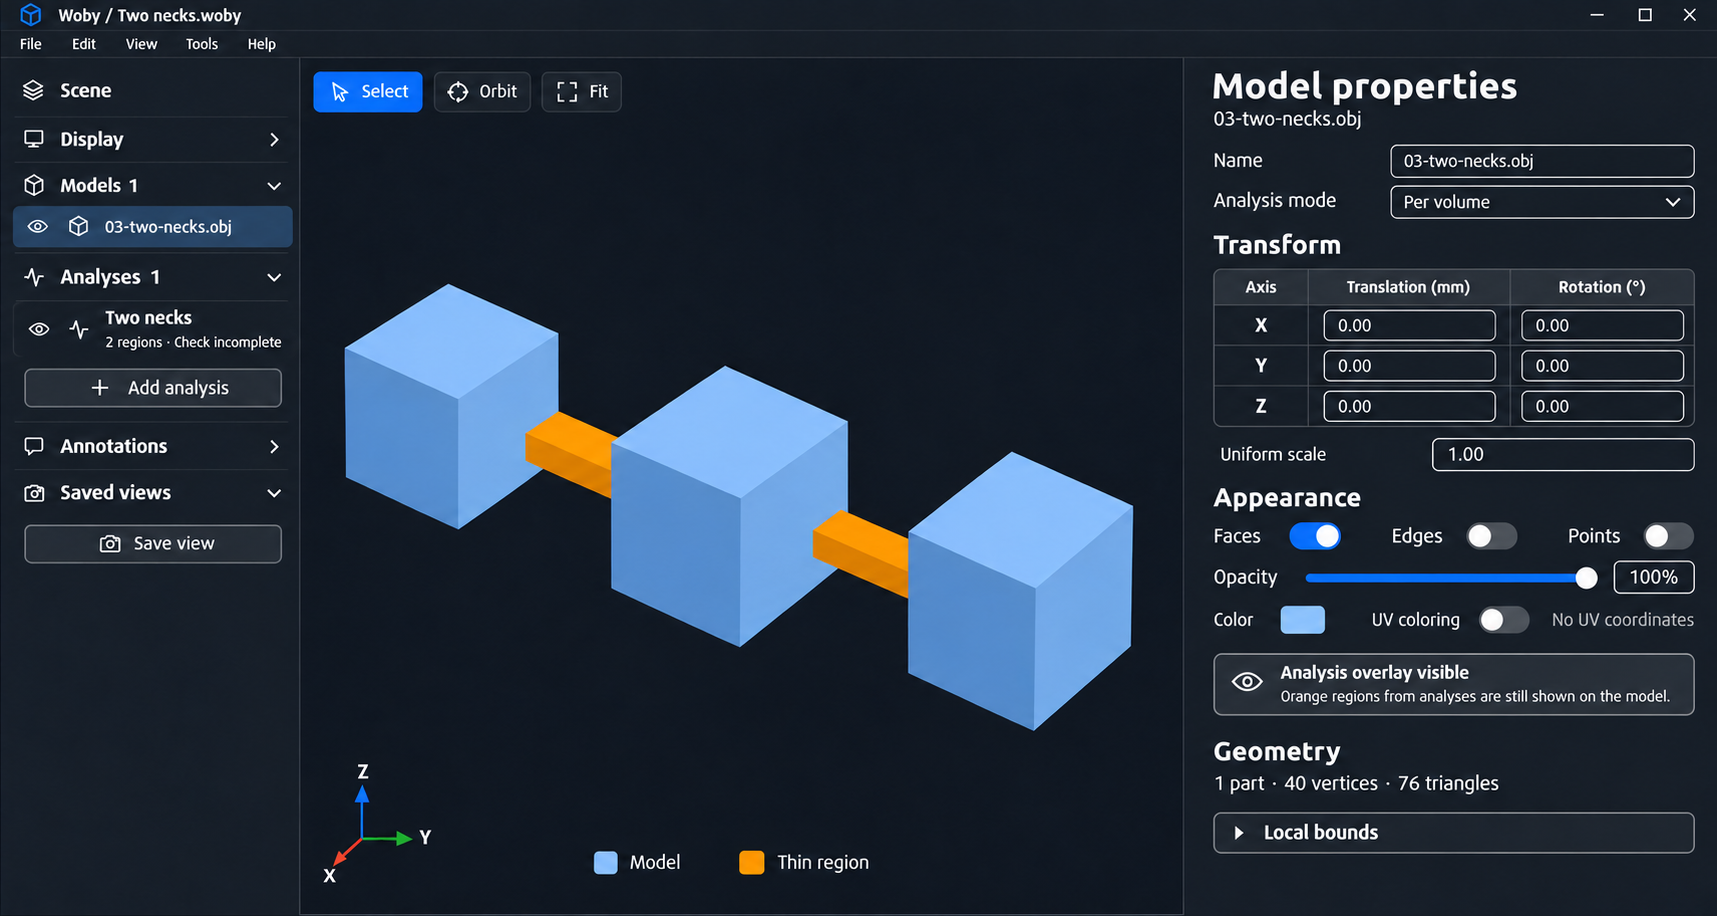 Woby / Two necks.woby
File Edit View Tools Help
Scene
Display
Models 1
03-two-necks.obj
Analyses 1
Two necks
2 regions · Check incomplete
+ Add analysis
Annotations
Saved views
Save view
Select Orbit Fit
Z
Y
X
Model Thin region
Model properties
03-two-necks.obj
Name 03-two-necks.obj
Analysis mode Per volume
Transform
Axis Translation (mm) Rotation (°)
X 0.00 0.00
Y 0.00 0.00
Z 0.00 0.00
Uniform scale 1.00
Appearance
Faces Edges Points
Opacity 100%
Color UV coloring No UV coordinates
Analysis overlay visible
Orange regions from analyses are still shown on the model.
Geometry
1 part · 40 vertices · 76 triangles
Local bounds